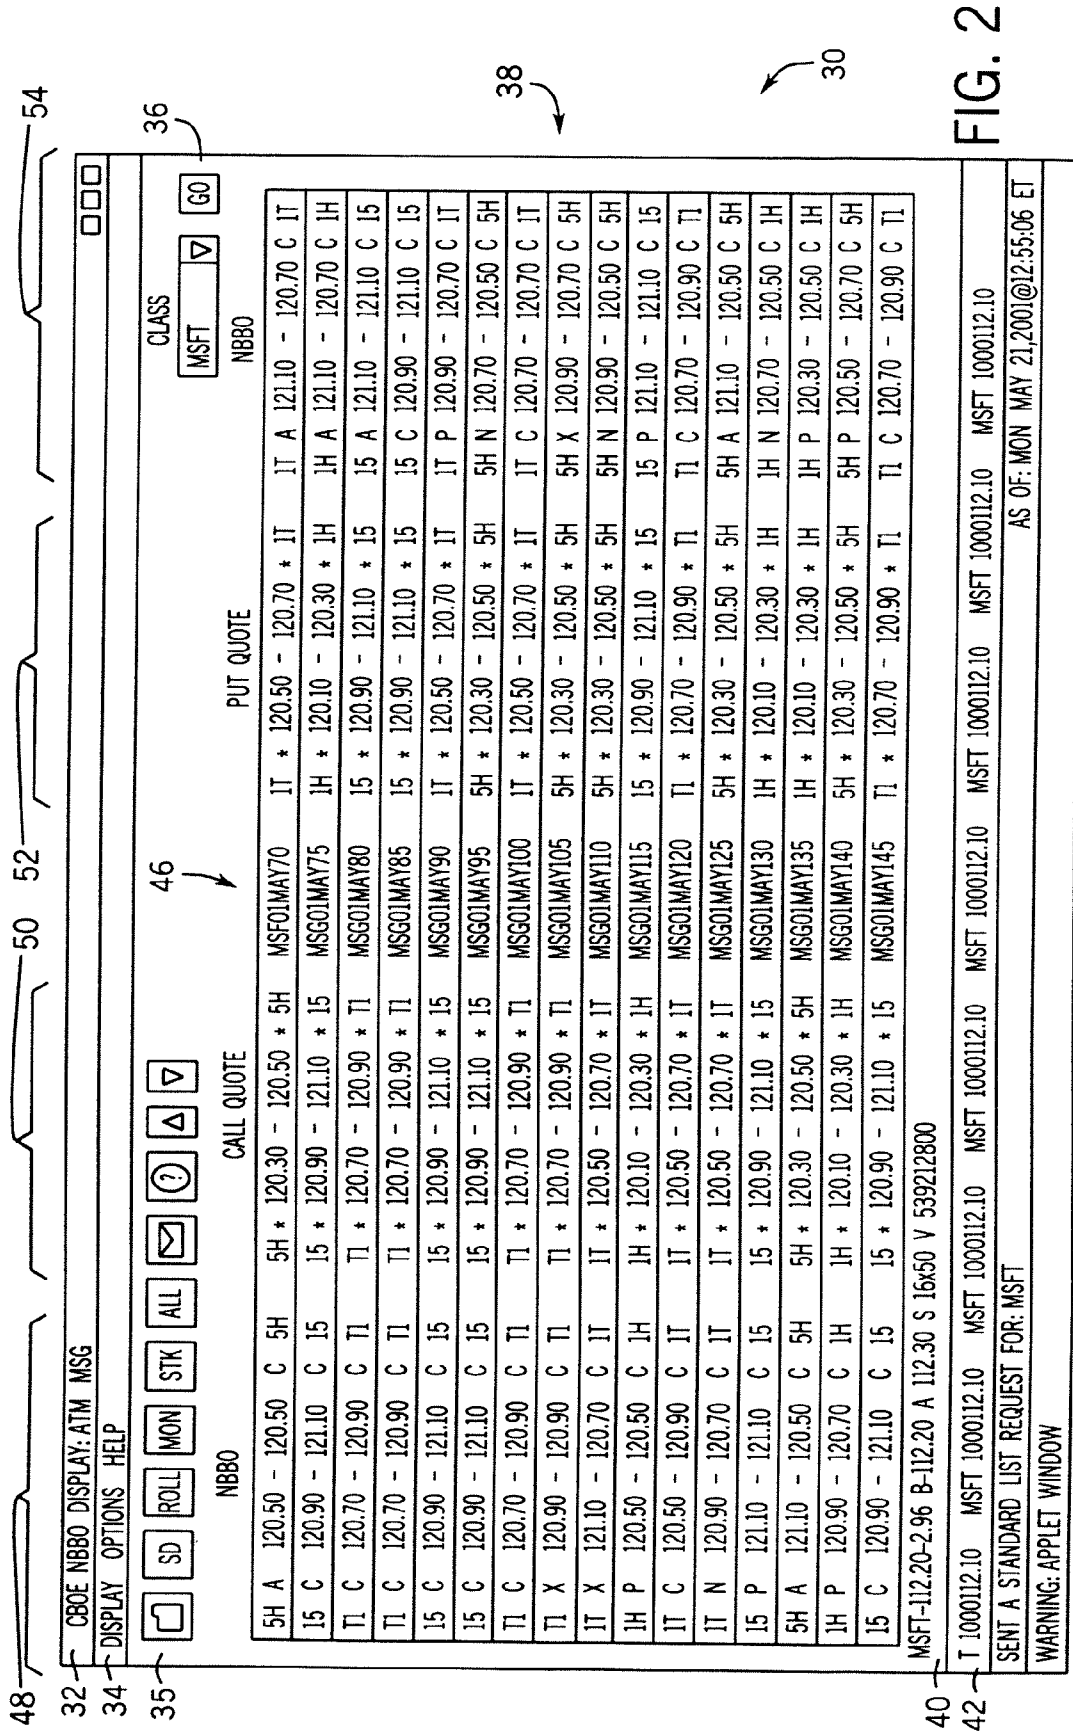 48 50 52 54
32 CBOE NBBO DISPLAY: ATM MSG
34 DISPLAY OPTIONS HELP
35 SD ROLL MON STK ALL ? 46 CLASS MSFT GO 36
NBBO CALL QUOTE PUT QUOTE NBBO
5H A 120.50 - 120.50 C 5H 5H * 120.30 - 120.50 * 5H MSF01MAY70 1T * 120.50 - 120.70 * 1T 1T A 121.10 - 120.70 C 1T
15 C 120.90 - 121.10 C 15 15 * 120.90 - 121.10 * 15 MSG01MAY75 1H * 120.10 - 120.30 * 1H 1H A 121.10 - 120.70 C 1H
T1 C 120.70 - 120.90 C T1 T1 * 120.70 - 120.90 * T1 MSG01MAY80 15 * 120.90 - 121.10 * 15 15 A 121.10 - 121.10 C 15
T1 C 120.70 - 120.90 C T1 T1 * 120.70 - 120.90 * T1 MSG01MAY85 15 * 120.90 - 121.10 * 15 15 C 120.90 - 121.10 C 15
15 C 120.90 - 121.10 C 15 15 * 120.90 - 121.10 * 15 MSG01MAY90 1T * 120.50 - 120.70 * 1T 1T P 120.90 - 120.70 C 1T
15 C 120.90 - 121.10 C 15 15 * 120.90 - 121.10 * 15 MSG01MAY95 5H * 120.30 - 120.50 * 5H 5H N 120.70 - 120.50 C 5H
T1 C 120.70 - 120.90 C T1 T1 * 120.70 - 120.90 * T1 MSG01MAY100 1T * 120.50 - 120.70 * 1T 1T C 120.70 - 120.70 C 1T
T1 X 120.90 - 120.90 C T1 T1 * 120.70 - 120.90 * T1 MSG01MAY105 5H * 120.30 - 120.50 * 5H 5H X 120.90 - 120.70 C 5H
1T X 121.10 - 120.70 C 1T 1T * 120.50 - 120.70 * 1T MSG01MAY110 5H * 120.30 - 120.50 * 5H 5H N 120.90 - 120.50 C 5H
1H P 120.50 - 120.50 C 1H 1H * 120.10 - 120.30 * 1H MSG01MAY115 15 * 120.90 - 121.10 * 15 15 P 121.10 - 121.10 C 15
1T C 120.50 - 120.90 C 1T 1T * 120.50 - 120.70 * 1T MSG01MAY120 T1 * 120.70 - 120.90 * T1 T1 C 120.70 - 120.90 C T1
1T N 120.90 - 120.70 C 1T 1T * 120.50 - 120.70 * 1T MSG01MAY125 5H * 120.30 - 120.50 * 5H 5H A 121.10 - 120.50 C 5H
15 P 121.10 - 121.10 C 15 15 * 120.90 - 121.10 * 15 MSG01MAY130 1H * 120.10 - 120.30 * 1H 1H N 120.70 - 120.50 C 1H
5H A 121.10 - 120.50 C 5H 5H * 120.30 - 120.50 * 5H MSG01MAY135 1H * 120.10 - 120.30 * 1H 1H P 120.30 - 120.50 C 1H
1H P 120.90 - 120.70 C 1H 1H * 120.10 - 120.30 * 1H MSG01MAY140 5H * 120.30 - 120.50 * 5H 5H P 120.50 - 120.70 C 5H
15 C 120.90 - 121.10 C 15 15 * 120.90 - 121.10 * 15 MSG01MAY145 T1 * 120.70 - 120.90 * T1 T1 C 120.70 - 120.90 C T1
38
40 MSFT-112.20-2.96 B-112.20 A 112.30 S 16x50 V 539212800
42 T 1000112.10 MSFT 1000112.10 MSFT 1000112.10 MSFT 1000112.10 MSFT 1000112.10 MSFT 1000112.10 MSFT 1000112.10 MSFT 1000112.10
SENT A STANDARD LIST REQUEST FOR: MSFT AS OF: MON MAY 21,2001@12:55:06 ET
WARNING: APPLET WINDOW
30
FIG. 2